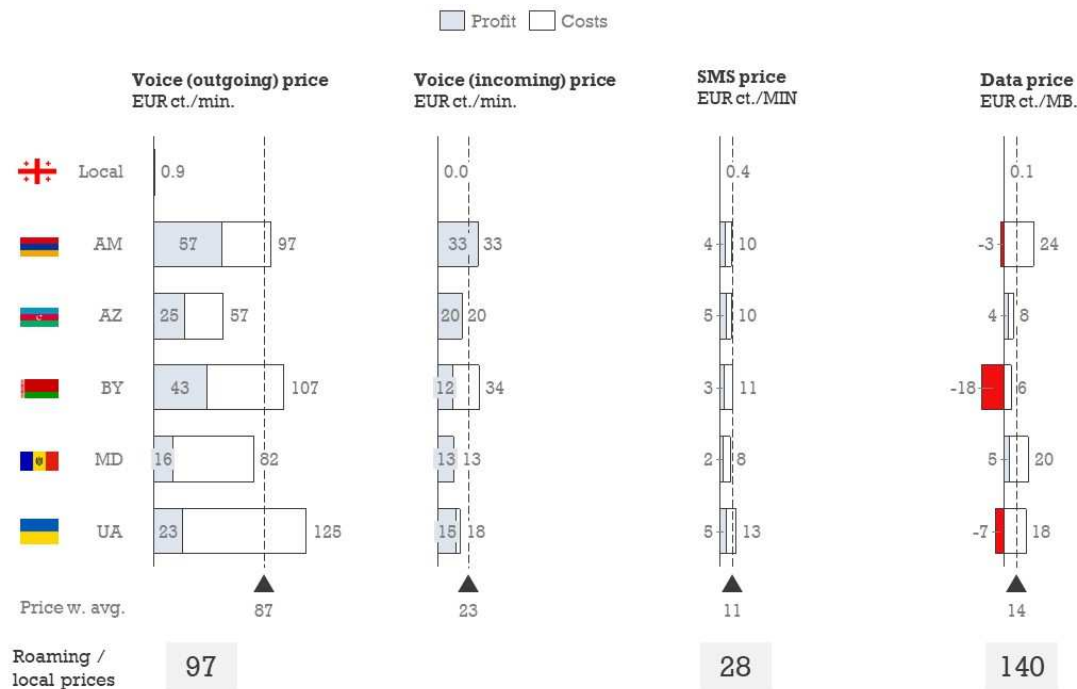 Profit Costs
Voice (outgoing) price Voice (incoming) price SMS price Data price
EUR ct./min. EUR ct./min. EUR ct./MIN EUR ct./MB.
Local 0.9 0.0 0.4 0.1
AM 57 97 33 33 4 10 -3 24
AZ 25 57 20 20 5 10 4 8
BY 43 107 12 34 3 11 -18 6
MD 16 82 13 13 2 8 5 20
UA 23 125 15 18 5 13 -7 18
Price w. avg. 87 23 11 14
Roaming /
local prices 97 28 140